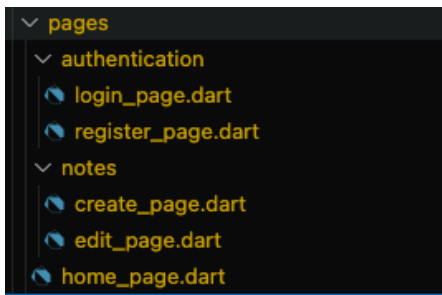 pages
authentication
login_page.dart
register_page.dart
notes
create_page.dart
edit_page.dart
home_page.dart